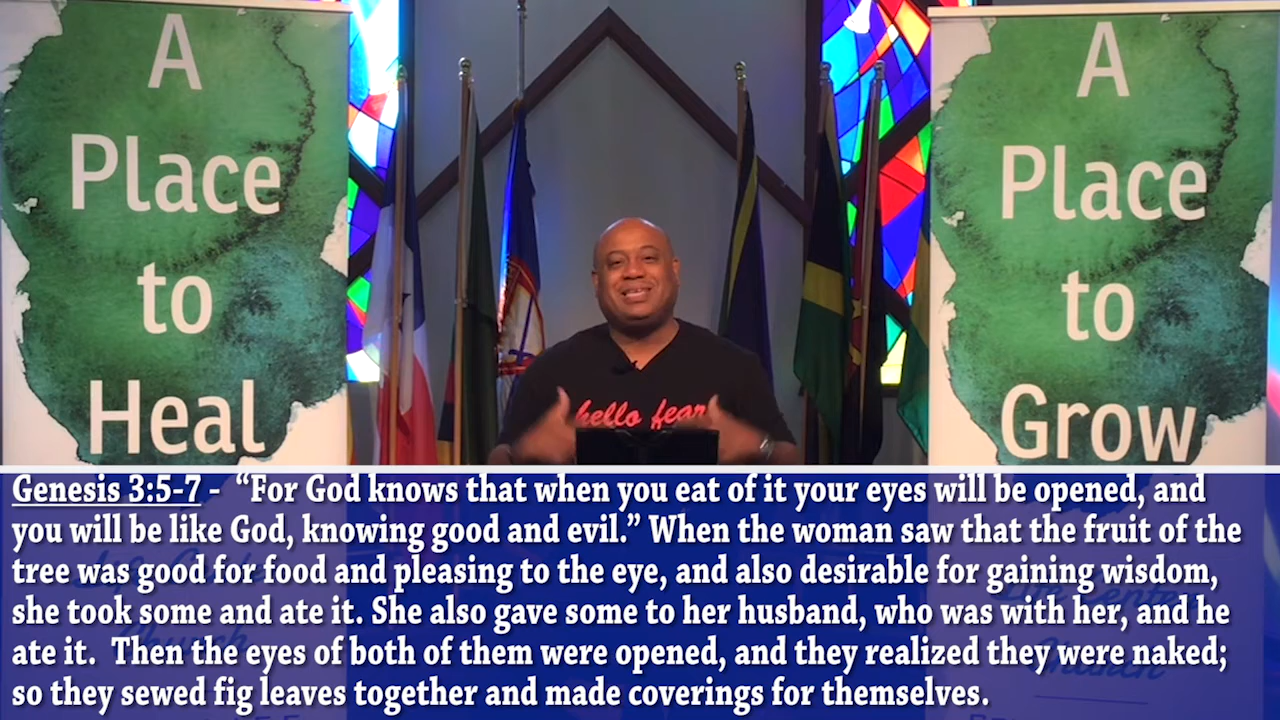 A
Place
to
Heal
A
Place
to
Grow
hello fear
Genesis 3:5-7 -  “For God knows that when you eat of it your eyes will be opened, and
you will be like God, knowing good and evil.” When the woman saw that the fruit of the
tree was good for food and pleasing to the eye, and also desirable for gaining wisdom,
she took some and ate it. She also gave some to her husband, who was with her, and he
ate it.  Then the eyes of both of them were opened, and they realized they were naked;
so they sewed fig leaves together and made coverings for themselves.
Church
Church